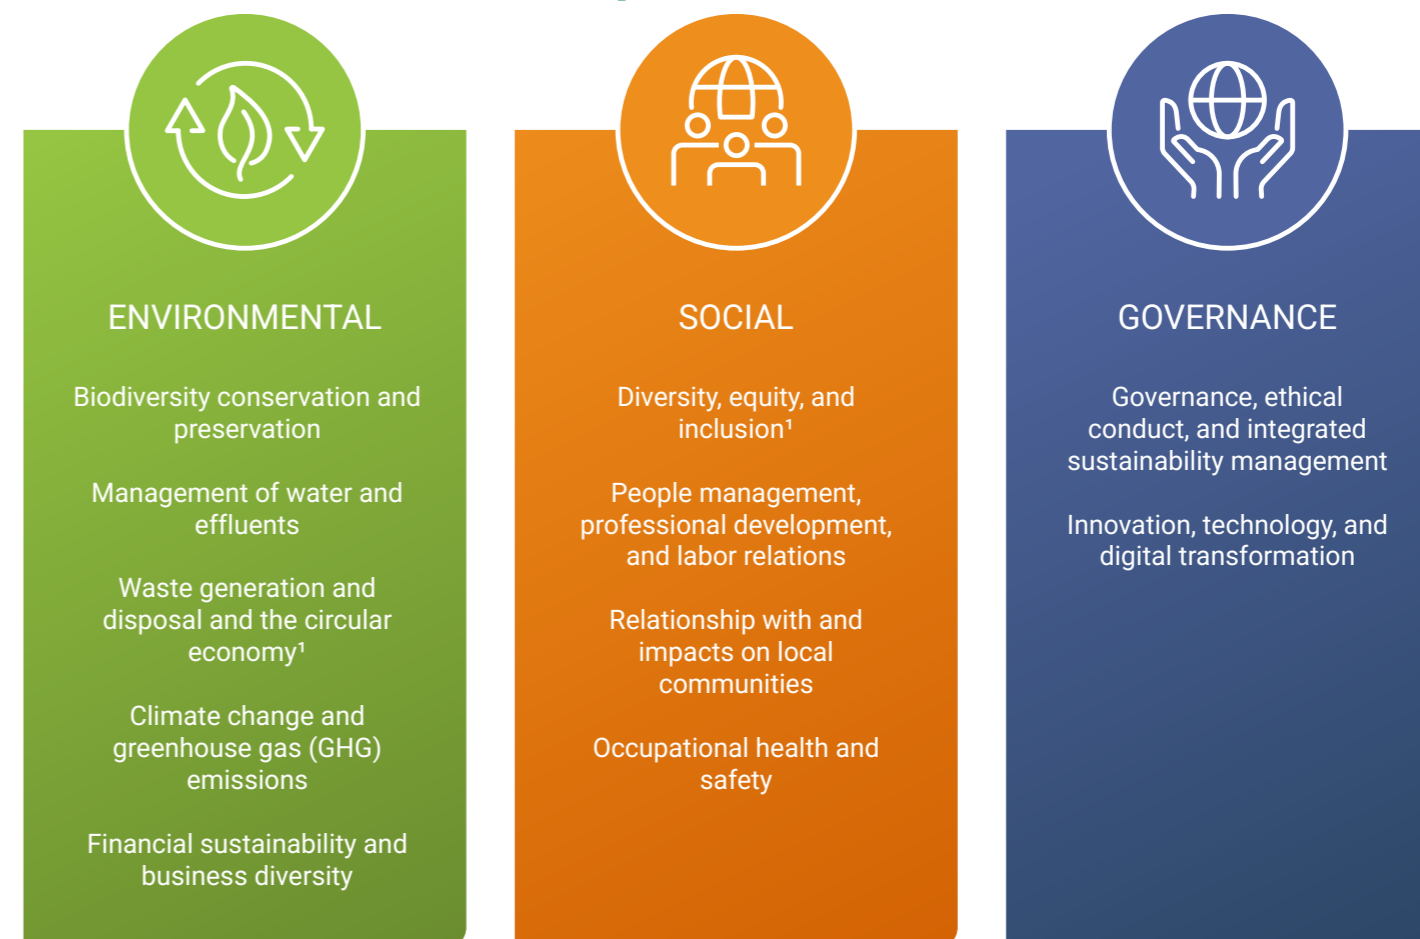 ENVIRONMENTAL
Biodiversity conservation and
preservation
Management of water and
effluents
Waste generation and
disposal and the circular
economy¹
Climate change and
greenhouse gas (GHG)
emissions
Financial sustainability and
business diversity
SOCIAL
Diversity, equity, and
inclusion¹
People management,
professional development,
and labor relations
Relationship with and
impacts on local
communities
Occupational health and
safety
GOVERNANCE
Governance, ethical
conduct, and integrated
sustainability management
Innovation, technology, and
digital transformation